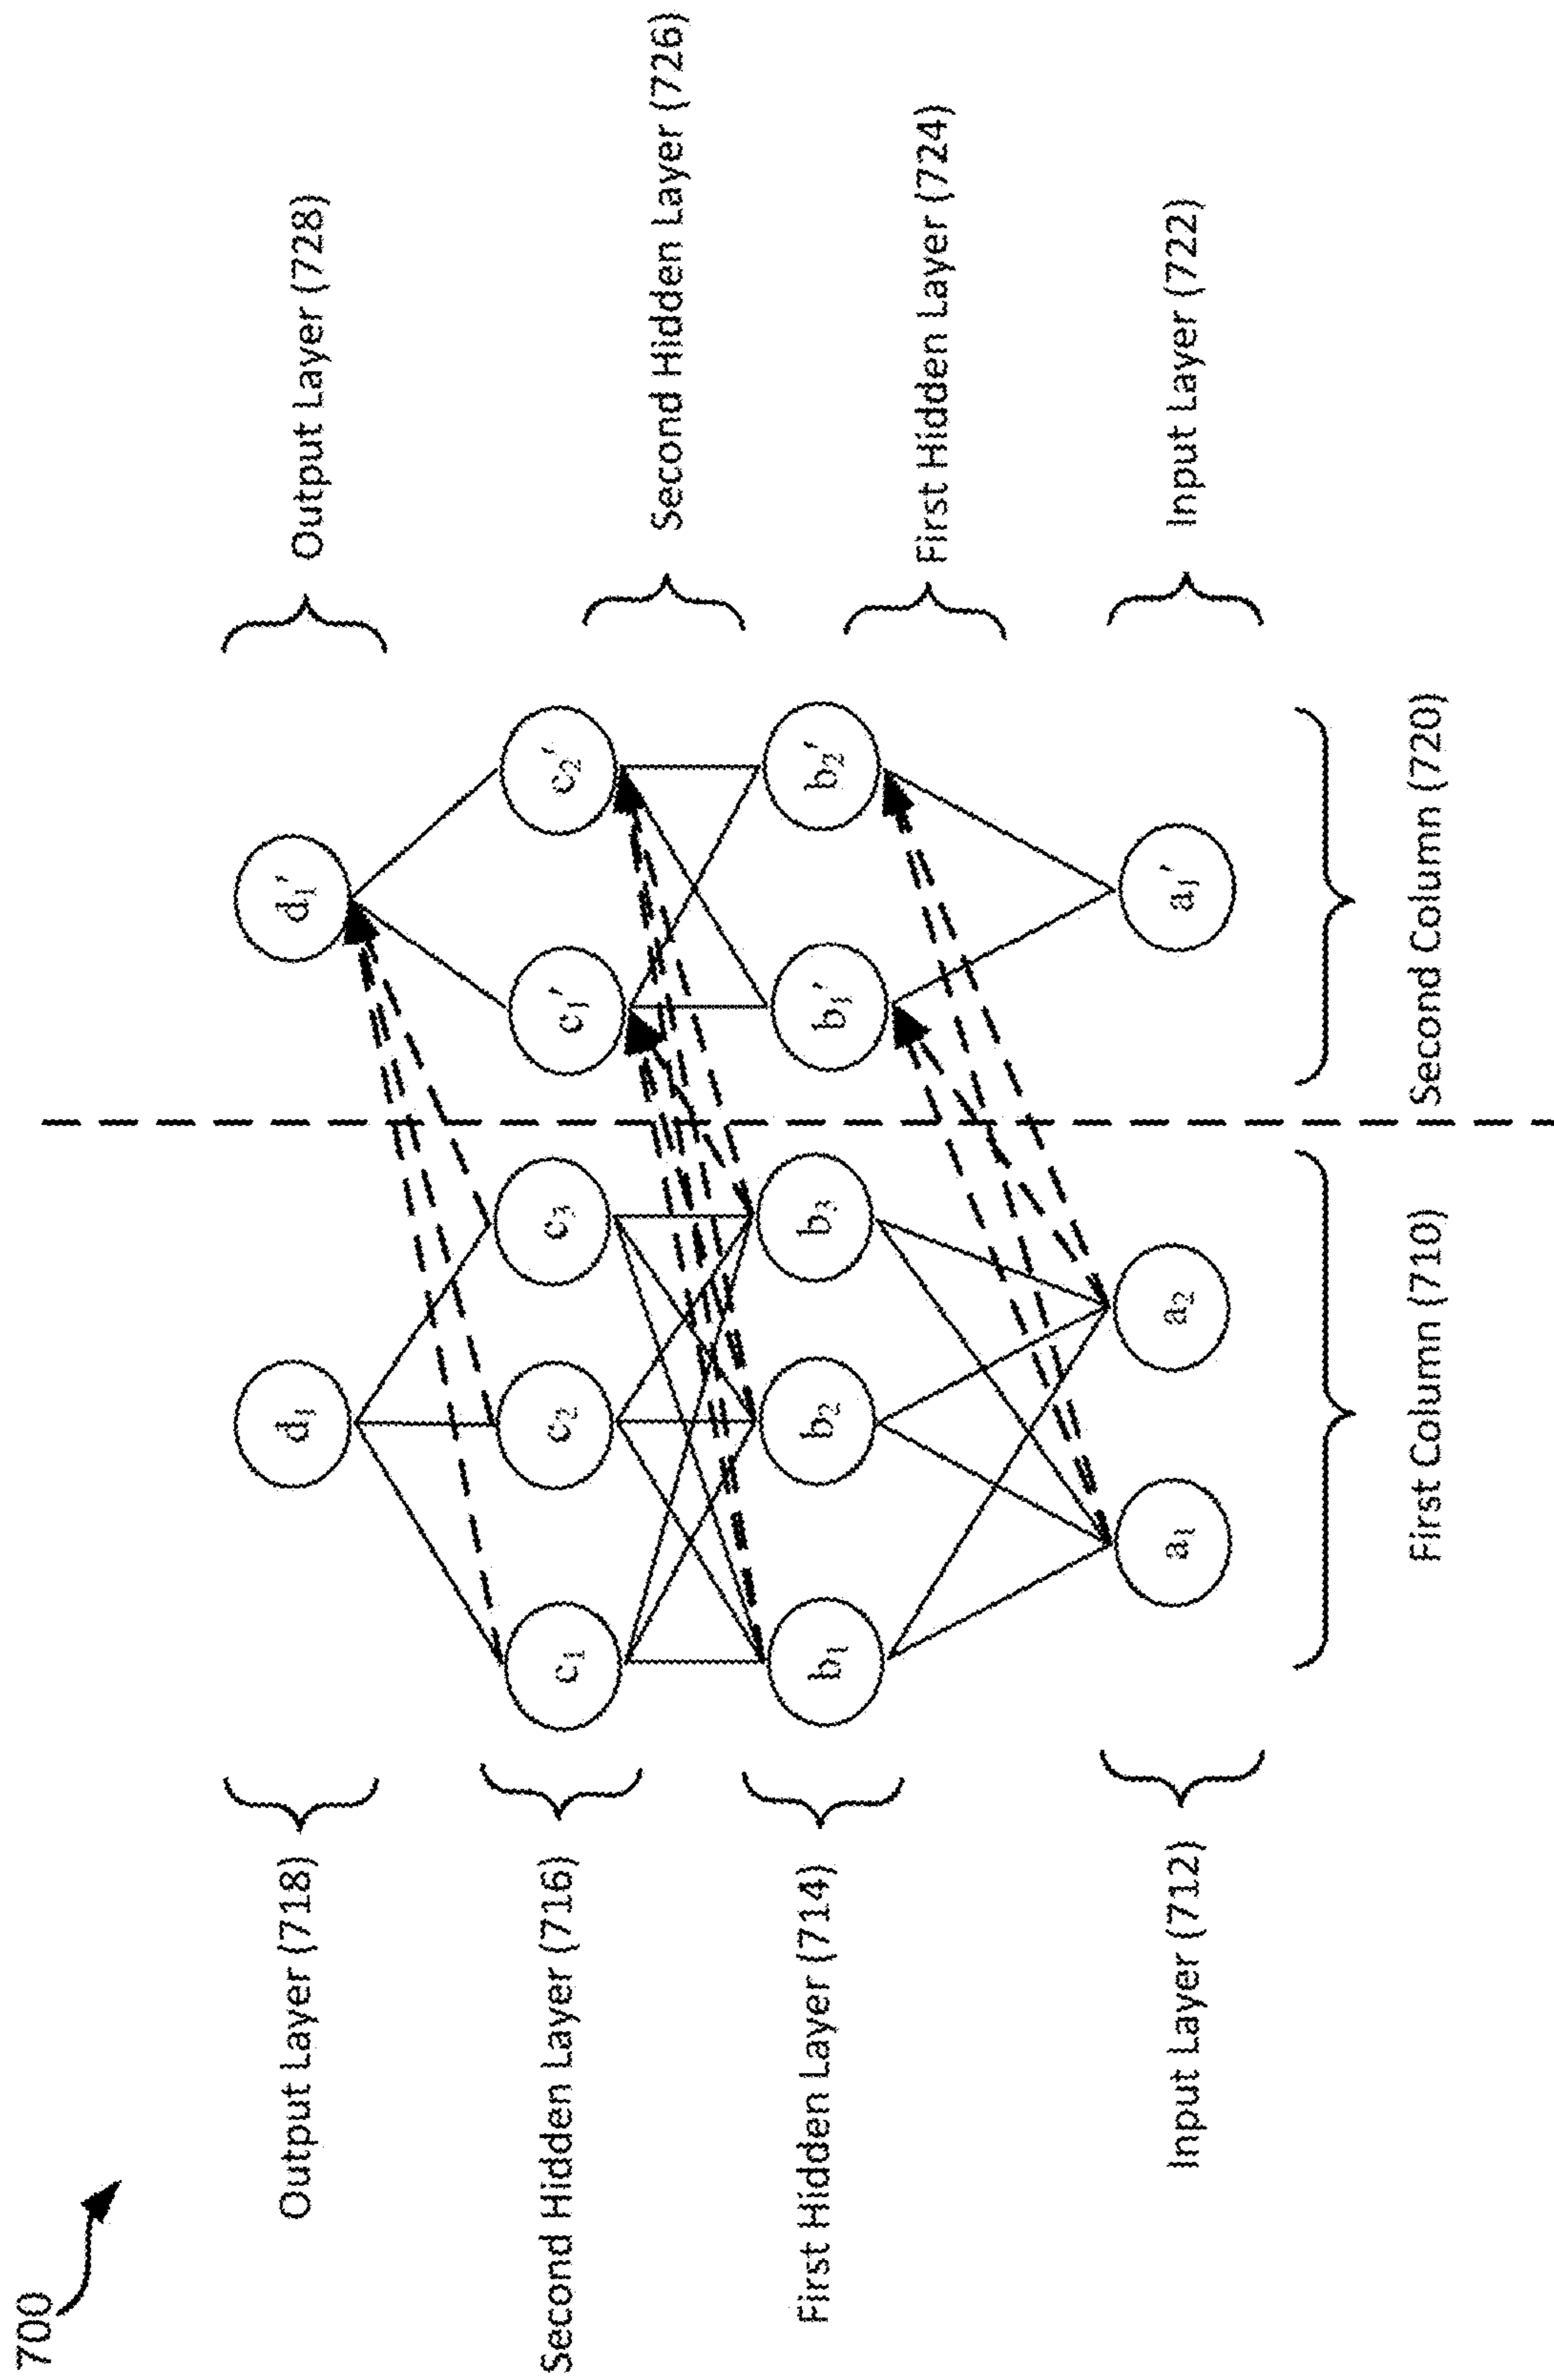 700
Output Layer (718)
Second Hidden Layer (716)
First Hidden Layer (714)
Input Layer (712)
d₁
c₁
c₂
c₃
b₁
b₂
b₃
a₁
a₂
First Column (710)
d₁'
c₁'
c₂'
b₁'
b₂'
a₁'
Second Column (720)
Output Layer (728)
Second Hidden Layer (726)
First Hidden Layer (724)
Input Layer (722)